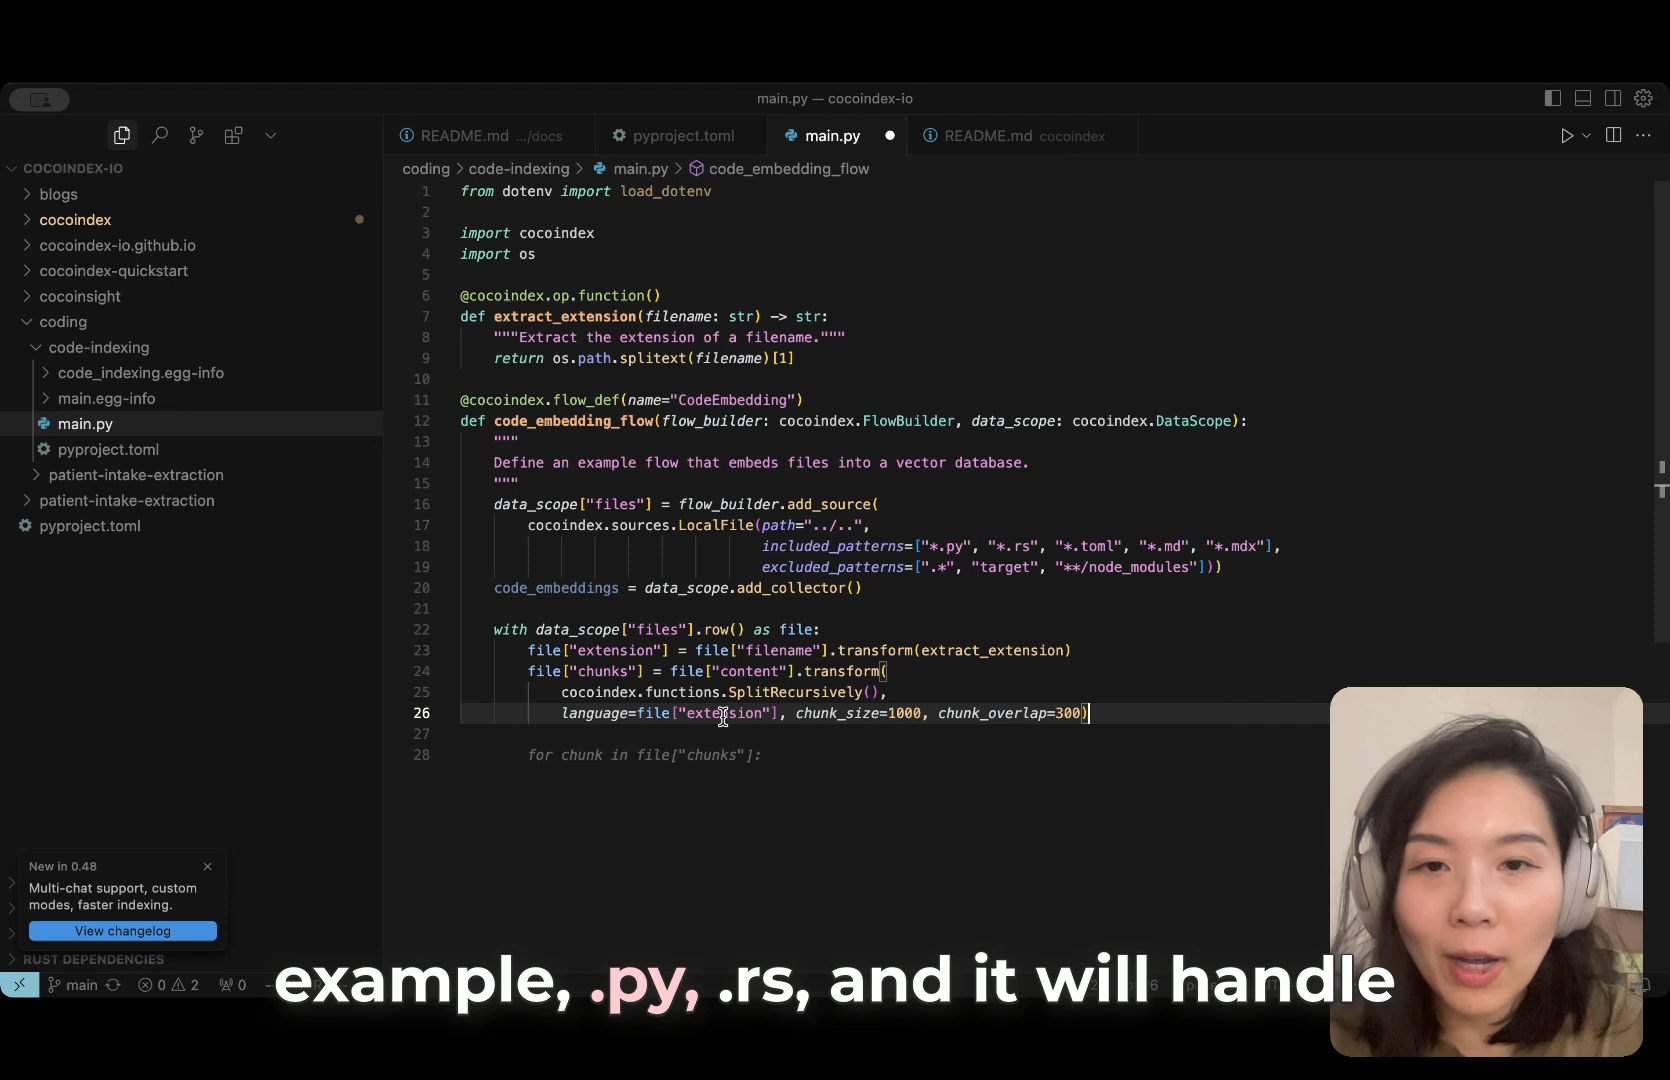 main.py — cocoindex-io
README.md .../docs
pyproject.toml
main.py
README.md cocoindex
COCOINDEX-IO
coding > code-indexing > main.py > code_embedding_flow
blogs
cocoindex
cocoindex-io.github.io
cocoindex-quickstart
cocoinsight
coding
code-indexing
code_indexing.egg-info
main.egg-info
main.py
pyproject.toml
patient-intake-extraction
patient-intake-extraction
pyproject.toml
1 from dotenv import load_dotenv
2
3 import cocoindex
4 import os
5
6 @cocoindex.op.function()
7 def extract_extension(filename: str) -> str:
8 """Extract the extension of a filename."""
9 return os.path.splitext(filename)[1]
10
11 @cocoindex.flow_def(name="CodeEmbedding")
12 def code_embedding_flow(flow_builder: cocoindex.FlowBuilder, data_scope: cocoindex.DataScope):
13 """
14 Define an example flow that embeds files into a vector database.
15 """
16 data_scope["files"] = flow_builder.add_source(
17 cocoindex.sources.LocalFile(path="../..",
18 included_patterns=["*.py", "*.rs", "*.toml", "*.md", "*.mdx"],
19 excluded_patterns=[".*", "target", "**/node_modules"]))
20 code_embeddings = data_scope.add_collector()
21
22 with data_scope["files"].row() as file:
23 file["extension"] = file["filename"].transform(extract_extension)
24 file["chunks"] = file["content"].transform(
25 cocoindex.functions.SplitRecursively(),
26 language=file["extension"], chunk_size=1000, chunk_overlap=300)
27
28 for chunk in file["chunks"]:
New in 0.48
Multi-chat support, custom
modes, faster indexing.
View changelog
RUST DEPENDENCIES
main 0 2 0
example, .py, .rs, and it will handle